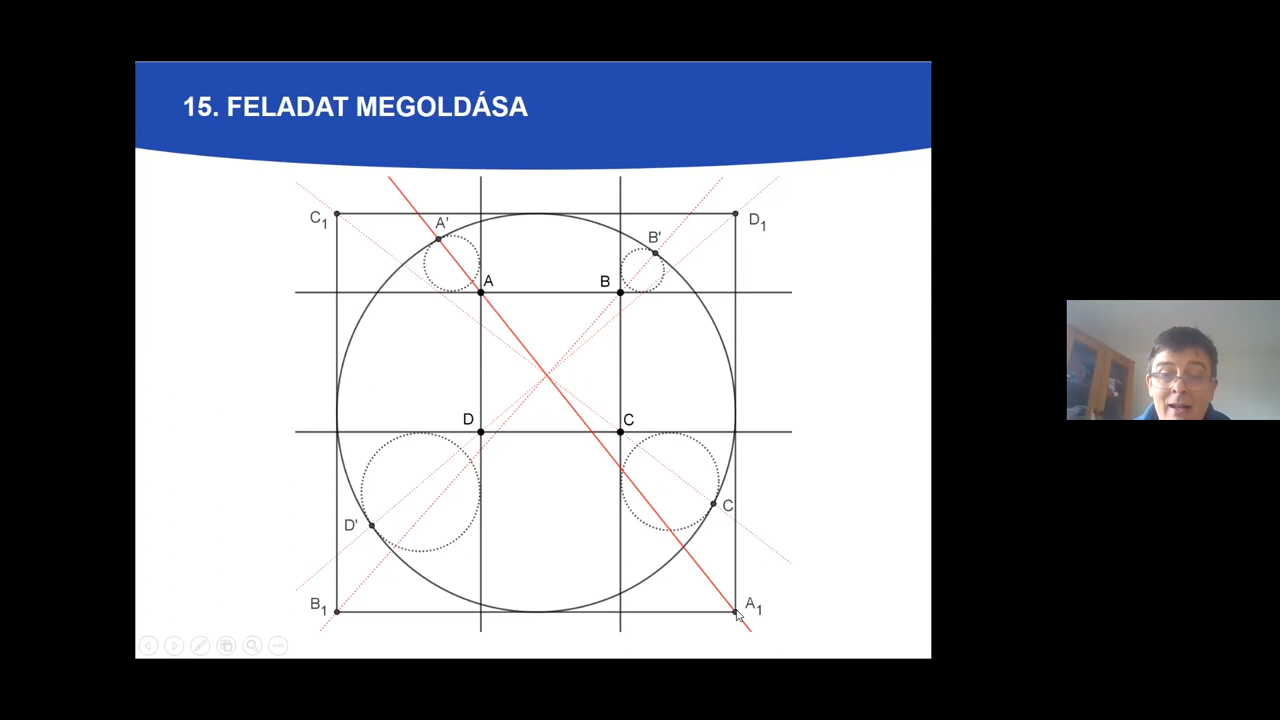 15. FELADAT MEGOLDÁSA
C₁
A'
B'
D₁
A
B
D
C
D'
C
B₁
A₁